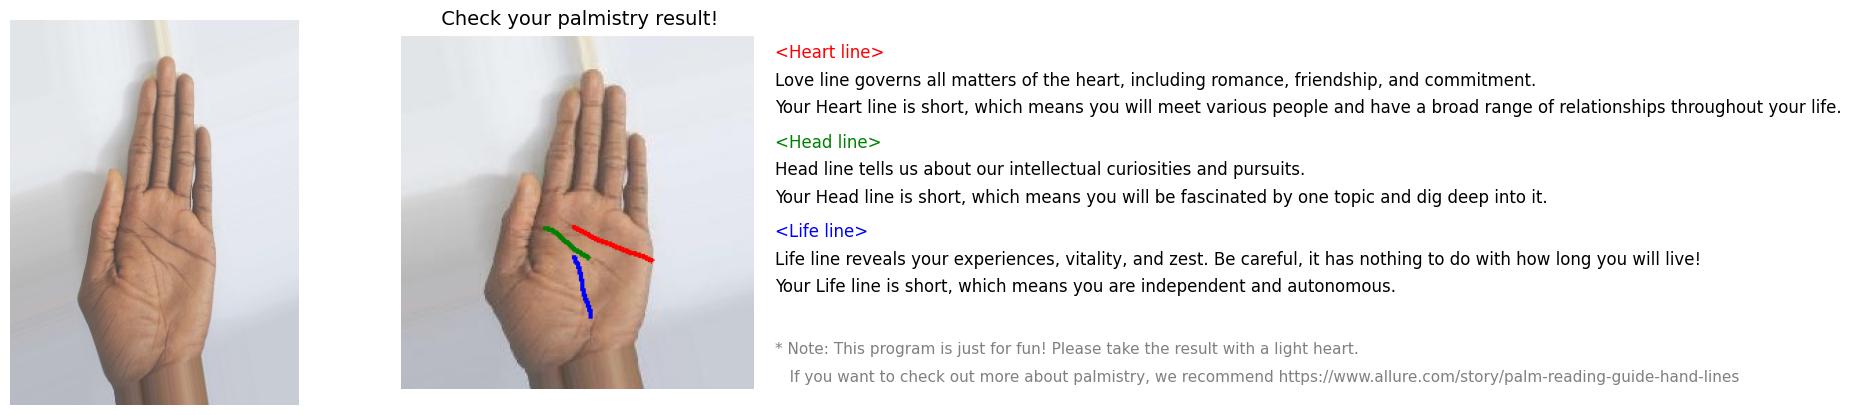 Check your palmistry result!
<Heart line>
Love line governs all matters of the heart, including romance, friendship, and commitment.
Your Heart line is short, which means you will meet various people and have a broad range of relationships throughout your life.
<Head line>
Head line tells us about our intellectual curiosities and pursuits.
Your Head line is short, which means you will be fascinated by one topic and dig deep into it.
<Life line>
Life line reveals your experiences, vitality, and zest. Be careful, it has nothing to do with how long you will live!
Your Life line is short, which means you are independent and autonomous.
* Note: This program is just for fun! Please take the result with a light heart.
If you want to check out more about palmistry, we recommend https://www.allure.com/story/palm-reading-guide-hand-lines